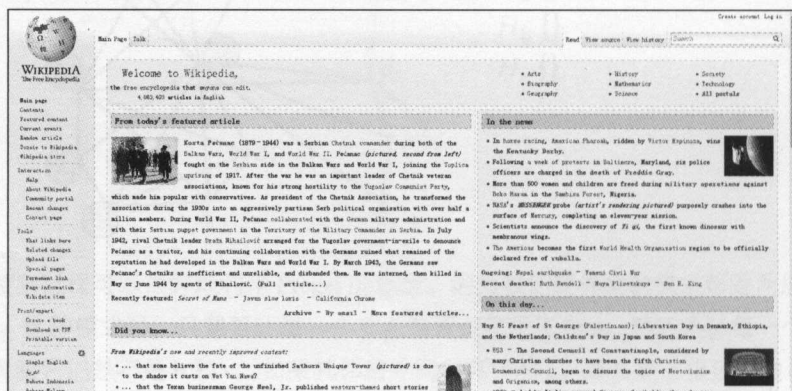 Create account Log in
Main Page Talk
Read View source View history Search
WIKIPEDIA
The Free Encyclopedia
Main page
Contents
Featured content
Current events
Random article
Donate to Wikipedia
Wikipedia store
Interaction
Help
About Wikipedia
Community portal
Recent changes
Contact page
Tools
What links here
Related changes
Upload file
Special pages
Permanent link
Page information
Wikidata item
Print/export
Create a book
Download as PDF
Printable version
Languages
Simple English
العربية
Bahasa Indonesia
Bahasa Melayu
Welcome to Wikipedia,
the free encyclopedia that anyone can edit.
articles in English
• Arts
• Biography
• Geography
• History
• Mathematics
• Science
• Society
• Technology
• All portals
From today's featured article
Kosta Pećanac (1879–1944) was a Serbian Chetnik commander during both of the
Balkan Wars, World War I, and World War II. Pećanac (pictured, second from left)
fought on the Serbian side in the Balkan Wars and World War I, joining the Toplica
uprising of 1917. After the war he was an important leader of Chetnik veteran
associations, known for his strong hostility to the Yugoslav Communist Party,
which made him popular with conservatives. As president of the Chetnik Association, he transformed the
association during the 1930s into an aggressively partisan Serb political organisation with over half a
million members. During World War II, Pećanac collaborated with the German military administration and
with their Serbian puppet government in the Territory of the Military Commander in Serbia. In July
1942, rival Chetnik leader Draža Mihailović arranged for the Yugoslav government-in-exile to denounce
Pećanac as a traitor, and his continuing collaboration with the Germans ruined what remained of the
reputation he had developed in the Balkan Wars and World War I. By March 1943, the Germans saw
Pećanac's Chetniks as inefficient and unreliable, and disbanded them. He was interned, then killed in
May or June 1944 by agents of Mihailović. (Full article...)
Recently featured: Secret of Mana – Javan slow loris – California Chrome
Archive – By email – More featured articles...
Did you know...
From Wikipedia's new and recently improved content:
• ... that some believe the fate of the unfinished Sathorn Unique Tower (pictured) is due
to the shadow it casts on Wat Yan Nawa?
• ... that the Texan businessman George Reel, Jr. published western-themed short stories
In the news
• In horse racing, American Pharoah, ridden by Victor Espinoza, wins
the Kentucky Derby.
• Following a week of protests in Baltimore, Maryland, six police
officers are charged in the death of Freddie Gray.
• More than 500 women and children are freed during military operations against
Boko Haram in the Sambisa Forest, Nigeria.
• NASA's MESSENGER probe (artist's rendering pictured) purposely crashes into the
surface of Mercury, completing an eleven-year mission.
• Scientists announce the discovery of Yi qi, the first known dinosaur with
membranous wings.
• The Americas becomes the first World Health Organization region to be officially
declared free of rubella.
Ongoing: Nepal earthquake – Yemeni Civil War
Recent deaths: Ruth Rendell – Maya Plisetskaya – Ben E. King
On this day...
May 5: Feast of St George (Palestinians); Liberation Day in Denmark, Ethiopia,
and the Netherlands; Children's Day in Japan and South Korea
• 553 – The Second Council of Constantinople, considered by
many Christian churches to have been the fifth Christian
Ecumenical Council, began to discuss the topics of Nestorianism
and Origenism, among others.